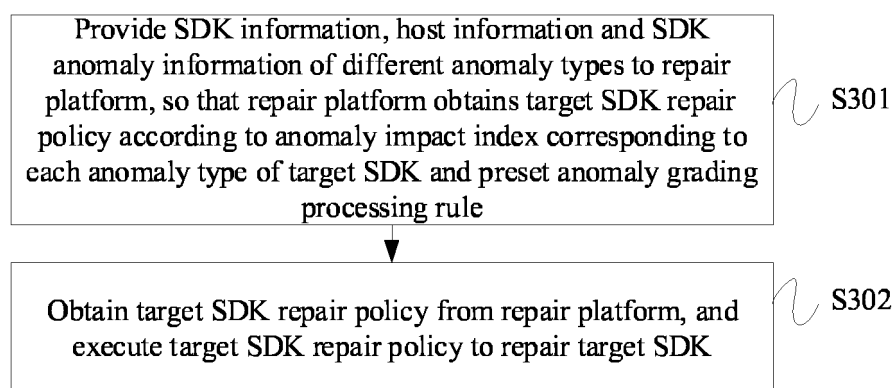 Provide SDK information, host information and SDK
anomaly information of different anomaly types to repair
platform, so that repair platform obtains target SDK repair
policy according to anomaly impact index corresponding to
each anomaly type of target SDK and preset anomaly grading
processing rule
S301
Obtain target SDK repair policy from repair platform, and
execute target SDK repair policy to repair target SDK
S302